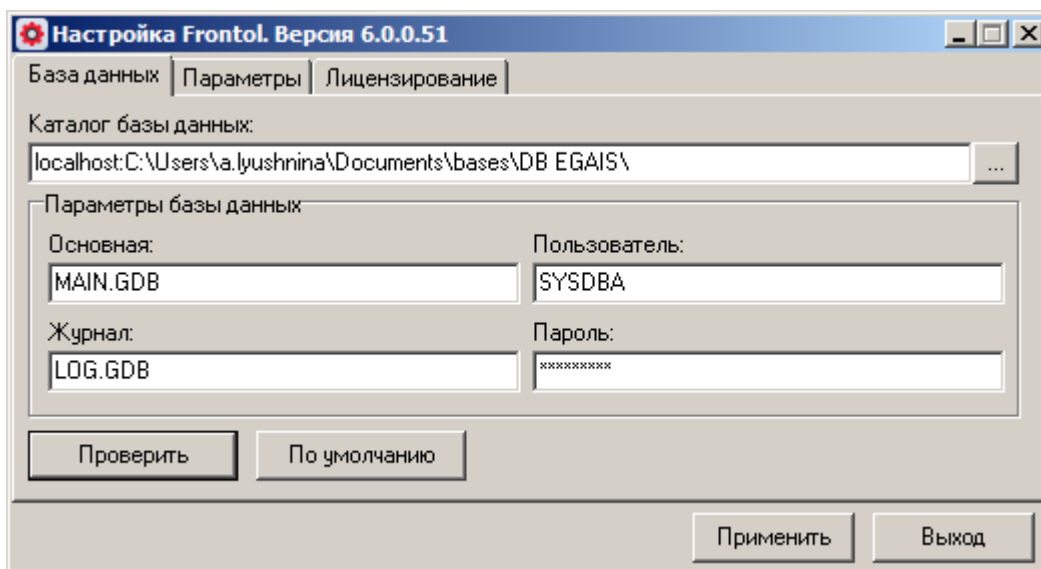 Настройка Frontol. Версия 6.0.0.51
База данных Параметры Лицензирование
Каталог базы данных:
localhost:C:\Users\a.lyushnina\Documents\bases\DB EGAIS\ ...
Параметры базы данных
Основная: Пользователь:
MAIN.GDB SYSDBA
Журнал: Пароль:
LOG.GDB *********
Проверить По умолчанию
Применить Выход